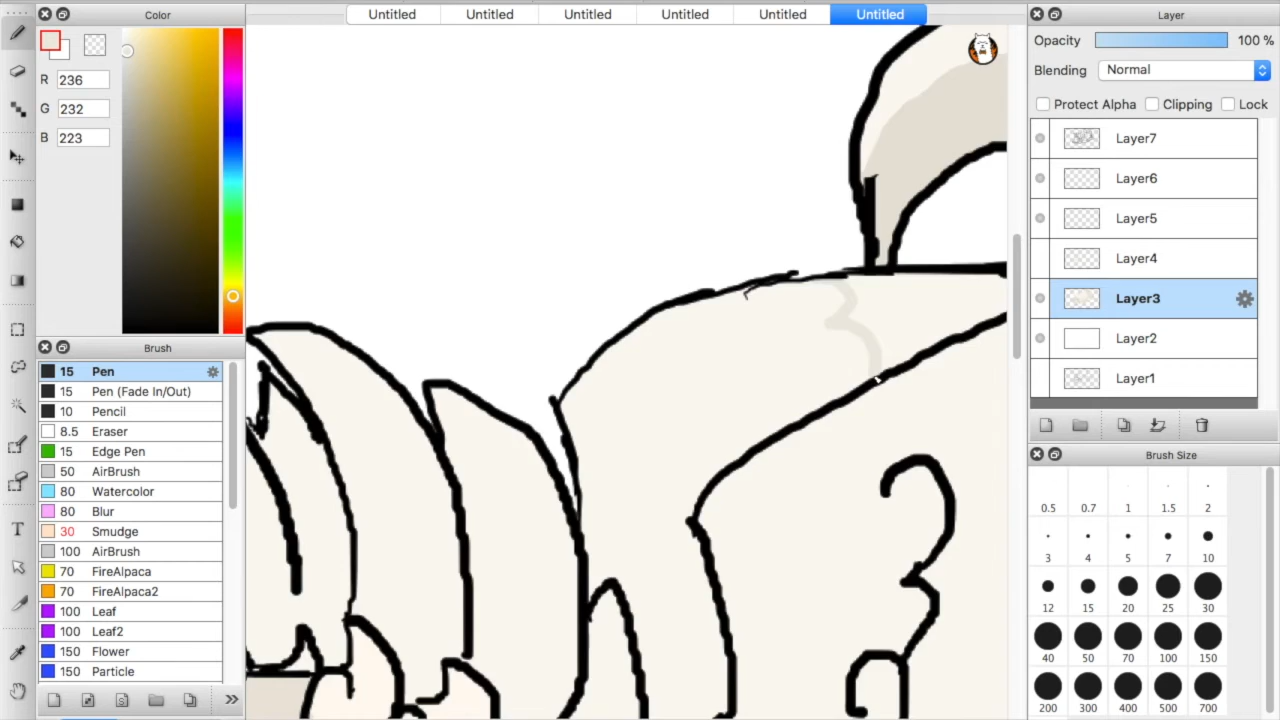 Color
Untitled
Untitled
Untitled
Untitled
Untitled
Untitled
Layer
R 236
G 232
B 223
Opacity 100 %
Blending Normal
Protect Alpha Clipping Lock
Layer7
Layer6
Layer5
Layer4
Layer3
Layer2
Layer1
Brush
15 Pen
15 Pen (Fade In/Out)
10 Pencil
8.5 Eraser
15 Edge Pen
50 AirBrush
80 Watercolor
80 Blur
30 Smudge
100 AirBrush
70 FireAlpaca
70 FireAlpaca2
100 Leaf
100 Leaf2
150 Flower
150 Particle
Brush Size
0.5 0.7 1 1.5 2
3 4 5 7 10
12 15 20 25 30
40 50 70 100 150
200 300 400 500 700
T